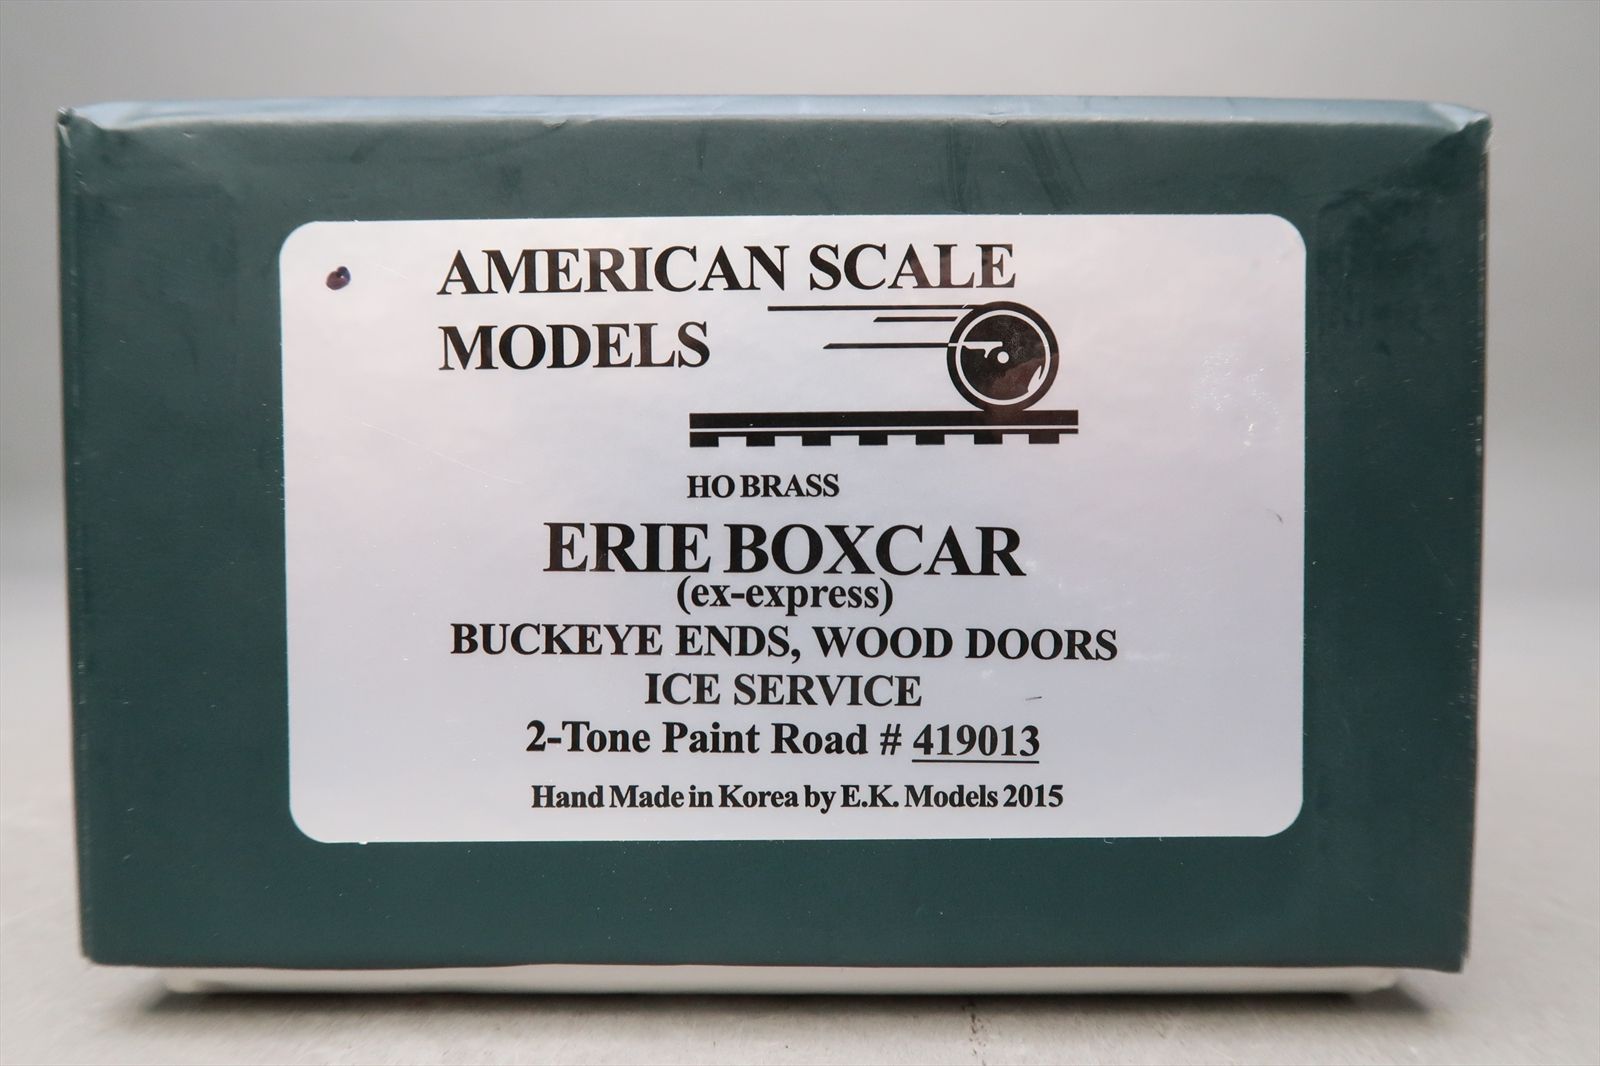 AMERICAN SCALE
MODELS
HO BRASS
ERIE BOXCAR
(ex-express)
BUCKEYE ENDS, WOOD DOORS
ICE SERVICE
2-Tone Paint Road # 419013
Hand Made in Korea by E.K. Models 2015